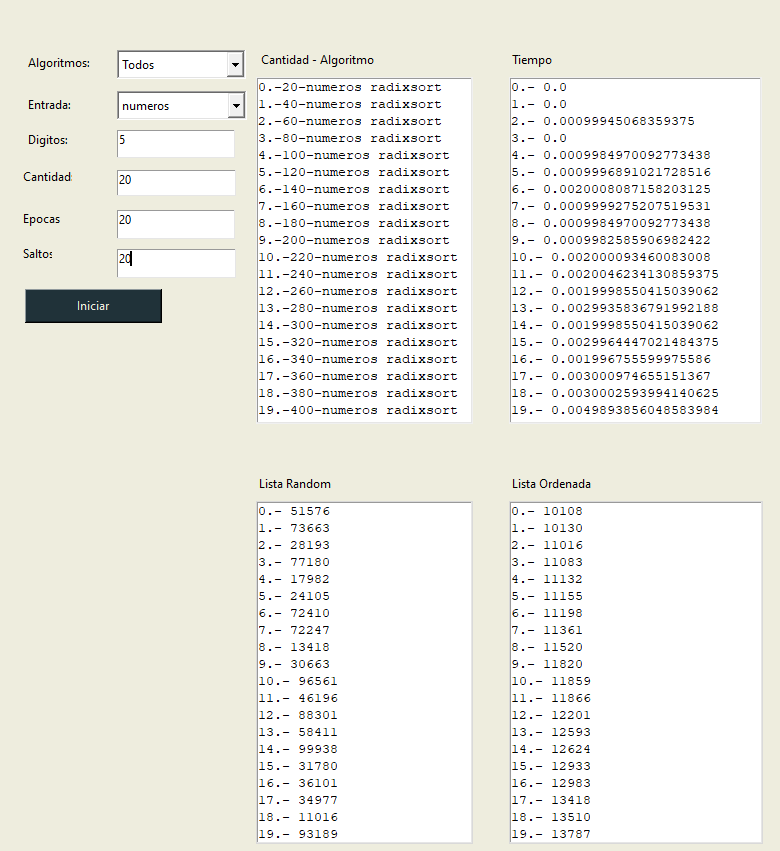 Algoritmos:
Todos
Entrada:
numeros
Digitos:
5
Cantidad:
20
Epocas
20
Saltos
20
Iniciar
Cantidad - Algoritmo
0.-20-numeros radixsort
1.-40-numeros radixsort
2.-60-numeros radixsort
3.-80-numeros radixsort
4.-100-numeros radixsort
5.-120-numeros radixsort
6.-140-numeros radixsort
7.-160-numeros radixsort
8.-180-numeros radixsort
9.-200-numeros radixsort
10.-220-numeros radixsort
11.-240-numeros radixsort
12.-260-numeros radixsort
13.-280-numeros radixsort
14.-300-numeros radixsort
15.-320-numeros radixsort
16.-340-numeros radixsort
17.-360-numeros radixsort
18.-380-numeros radixsort
19.-400-numeros radixsort
Tiempo
0.- 0.0
1.- 0.0
2.- 0.00099945068359375
3.- 0.0
4.- 0.0009984970092773438
5.- 0.0009996891021728516
6.- 0.0020008087158203125
7.- 0.0009999275207519531
8.- 0.0009984970092773438
9.- 0.0009982585906982422
10.- 0.002000093460083008
11.- 0.0020046234130859375
12.- 0.0019998550415039062
13.- 0.0029935836791992188
14.- 0.0019998550415039062
15.- 0.0029964447021484375
16.- 0.001996755599975586
17.- 0.003000974655151367
18.- 0.0030002593994140625
19.- 0.0049893856048583984
Lista Random
0.- 51576
1.- 73663
2.- 28193
3.- 77180
4.- 17982
5.- 24105
6.- 72410
7.- 72247
8.- 13418
9.- 30663
10.- 96561
11.- 46196
12.- 88301
13.- 58411
14.- 99938
15.- 31780
16.- 36101
17.- 34977
18.- 11016
19.- 93189
Lista Ordenada
0.- 10108
1.- 10130
2.- 11016
3.- 11083
4.- 11132
5.- 11155
6.- 11198
7.- 11361
8.- 11520
9.- 11820
10.- 11859
11.- 11866
12.- 12201
13.- 12593
14.- 12624
15.- 12933
16.- 12983
17.- 13418
18.- 13510
19.- 13787